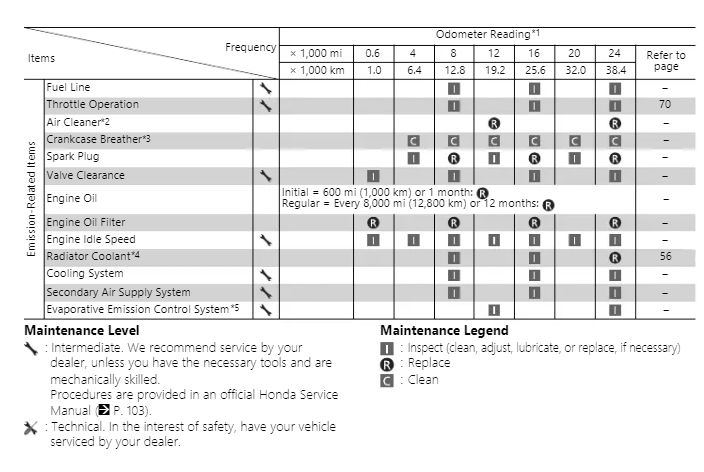 Odometer Reading*1
Items Frequency × 1,000 mi 0.6 4 8 12 16 20 24 Refer to page
× 1,000 km 1.0 6.4 12.8 19.2 25.6 32.0 38.4
Emission-Related Items
Fuel Line I I I –
Throttle Operation I I I 70
Air Cleaner*2 R R –
Crankcase Breather*3 C C C C C C –
Spark Plug I R I R I R –
Valve Clearance I I I I –
Engine Oil Initial = 600 mi (1,000 km) or 1 month: R –
Regular = Every 8,000 mi (12,800 km) or 12 months: R
Engine Oil Filter R R R R –
Engine Idle Speed I I I I I I I –
Radiator Coolant*4 I I R 56
Cooling System I I I –
Secondary Air Supply System I I I –
Evaporative Emission Control System*5 I I –
Maintenance Level
: Intermediate. We recommend service by your
dealer, unless you have the necessary tools and are
mechanically skilled.
Procedures are provided in an official Honda Service
Manual (P. 103).
: Technical. In the interest of safety, have your vehicle
serviced by your dealer.
Maintenance Legend
I : Inspect (clean, adjust, lubricate, or replace, if necessary)
R : Replace
C : Clean